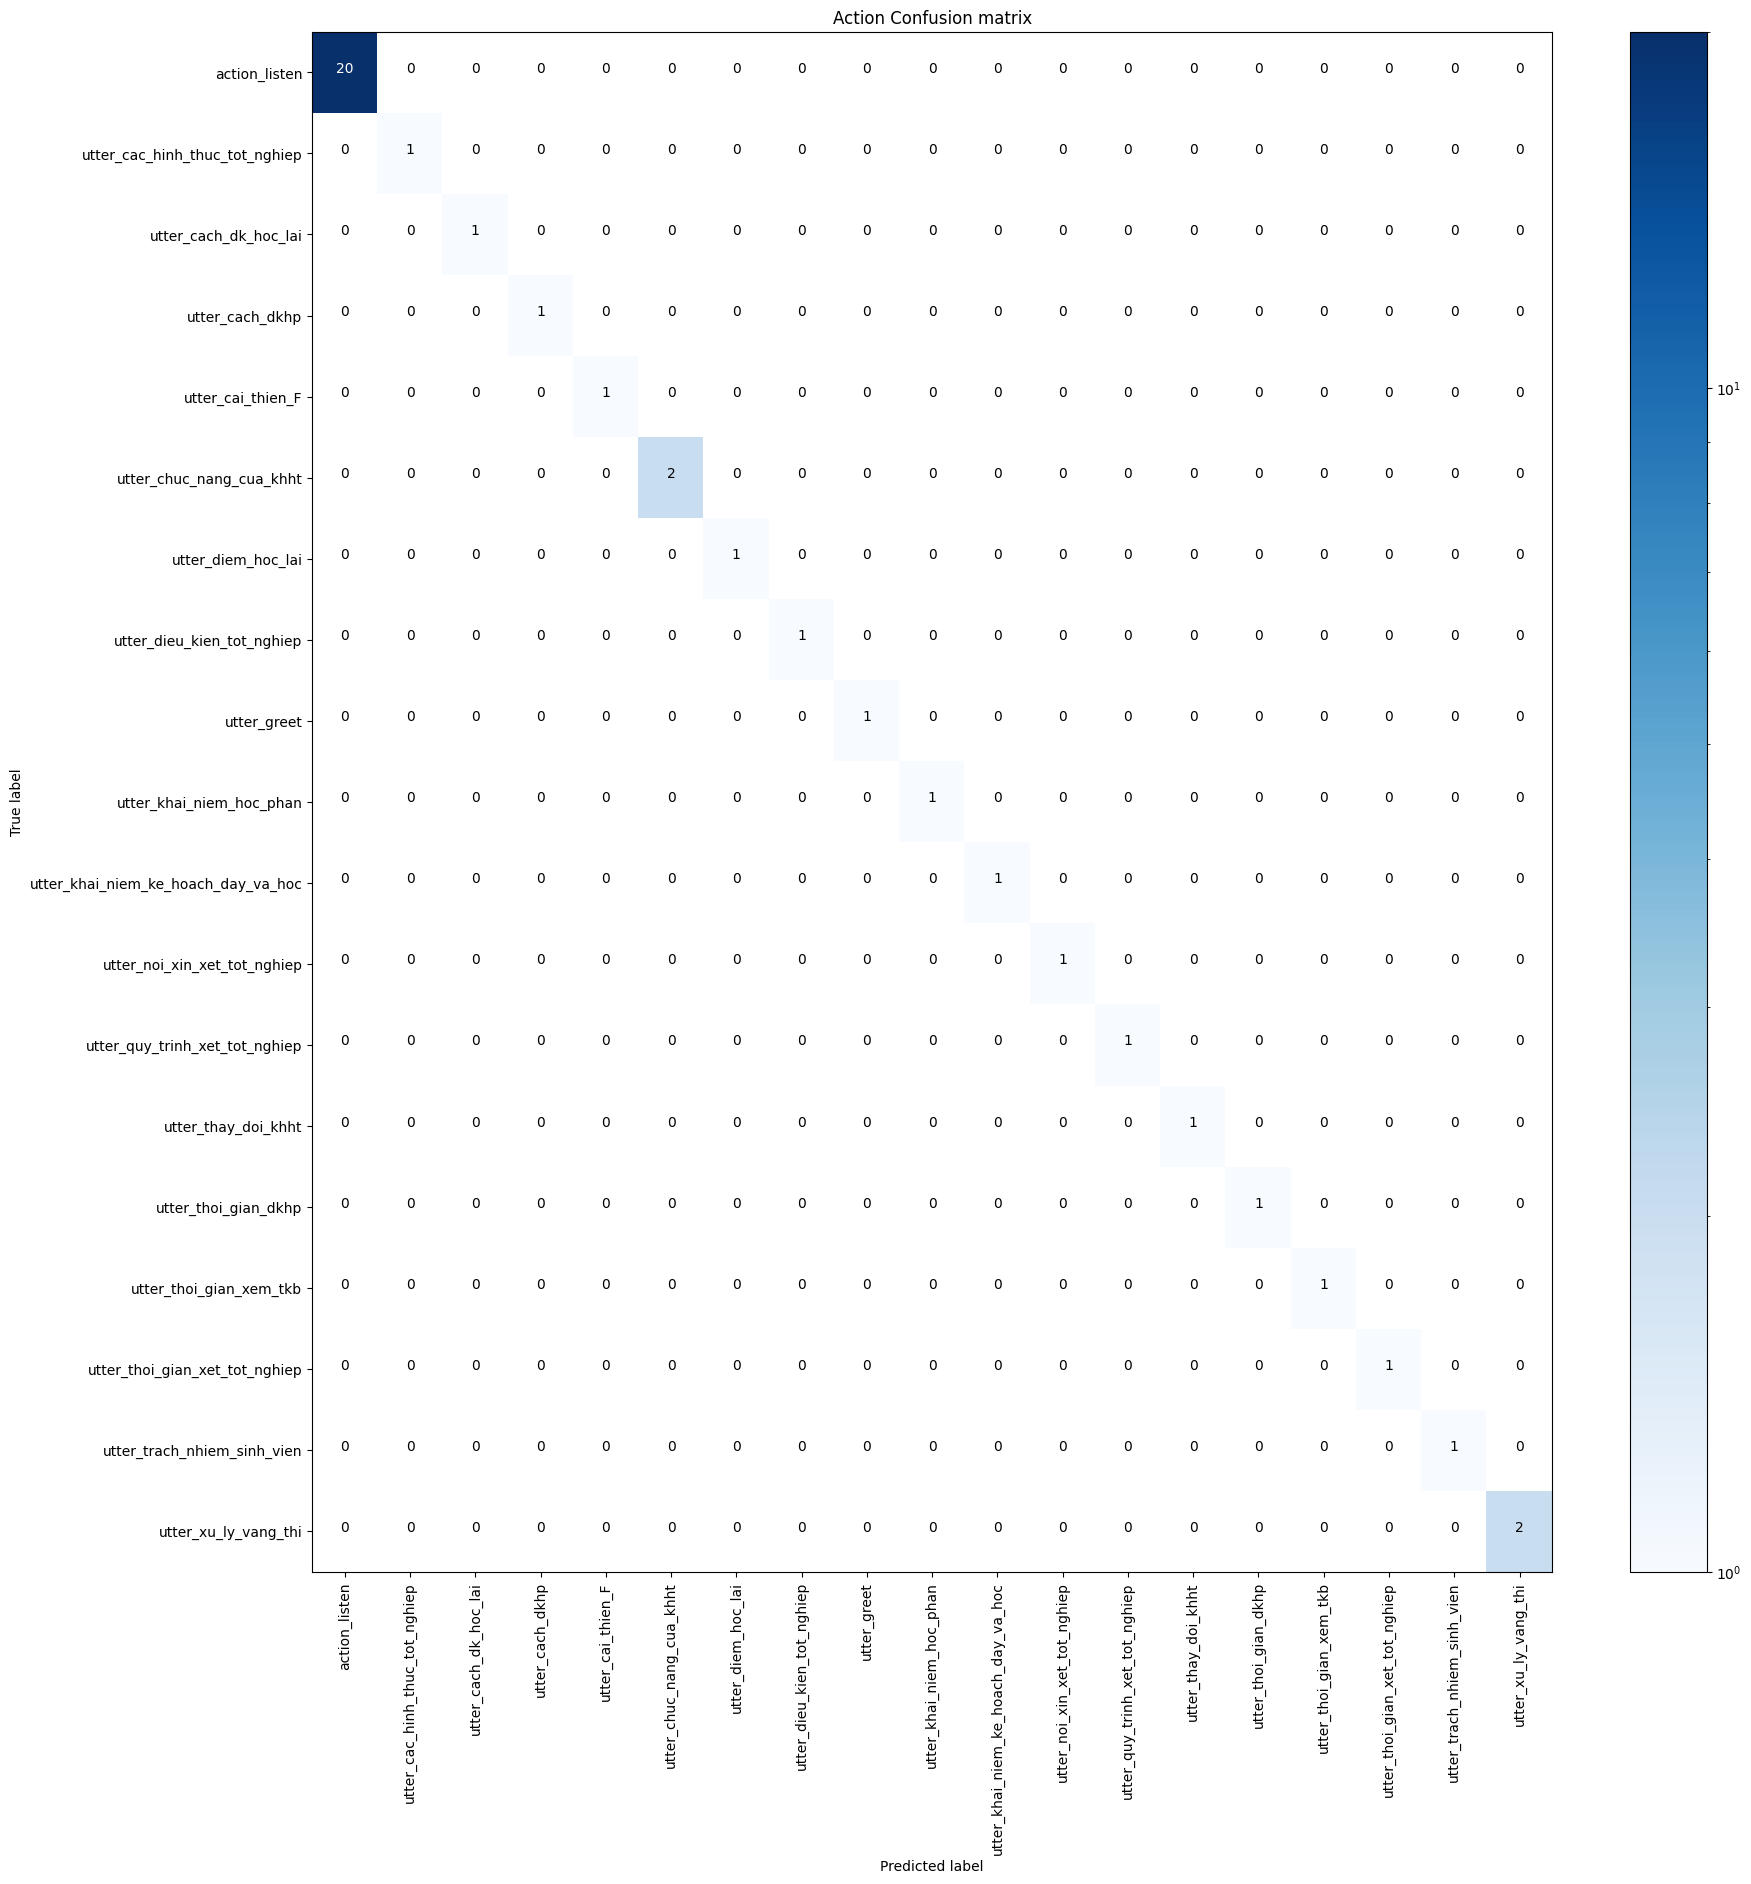 Action Confusion matrix
True label
action_listen 20 0 0 0 0 0 0 0 0 0 0 0 0 0 0 0 0 0 0
utter_cac_hinh_thuc_tot_nghiep 0 1 0 0 0 0 0 0 0 0 0 0 0 0 0 0 0 0 0
utter_cach_dk_hoc_lai 0 0 1 0 0 0 0 0 0 0 0 0 0 0 0 0 0 0 0
utter_cach_dkhp 0 0 0 1 0 0 0 0 0 0 0 0 0 0 0 0 0 0 0
utter_cai_thien_F 0 0 0 0 1 0 0 0 0 0 0 0 0 0 0 0 0 0 0
utter_chuc_nang_cua_khht 0 0 0 0 0 2 0 0 0 0 0 0 0 0 0 0 0 0 0
utter_diem_hoc_lai 0 0 0 0 0 0 1 0 0 0 0 0 0 0 0 0 0 0 0
utter_dieu_kien_tot_nghiep 0 0 0 0 0 0 0 1 0 0 0 0 0 0 0 0 0 0 0
utter_greet 0 0 0 0 0 0 0 0 1 0 0 0 0 0 0 0 0 0 0
utter_khai_niem_hoc_phan 0 0 0 0 0 0 0 0 0 1 0 0 0 0 0 0 0 0 0
utter_khai_niem_ke_hoach_day_va_hoc 0 0 0 0 0 0 0 0 0 0 1 0 0 0 0 0 0 0 0
utter_noi_xin_xet_tot_nghiep 0 0 0 0 0 0 0 0 0 0 0 1 0 0 0 0 0 0 0
utter_quy_trinh_xet_tot_nghiep 0 0 0 0 0 0 0 0 0 0 0 0 1 0 0 0 0 0 0
utter_thay_doi_khht 0 0 0 0 0 0 0 0 0 0 0 0 0 1 0 0 0 0 0
utter_thoi_gian_dkhp 0 0 0 0 0 0 0 0 0 0 0 0 0 0 1 0 0 0 0
utter_thoi_gian_xem_tkb 0 0 0 0 0 0 0 0 0 0 0 0 0 0 0 1 0 0 0
utter_thoi_gian_xet_tot_nghiep 0 0 0 0 0 0 0 0 0 0 0 0 0 0 0 0 1 0 0
utter_trach_nhiem_sinh_vien 0 0 0 0 0 0 0 0 0 0 0 0 0 0 0 0 0 1 0
utter_xu_ly_vang_thi 0 0 0 0 0 0 0 0 0 0 0 0 0 0 0 0 0 0 2
action_listen
utter_cac_hinh_thuc_tot_nghiep
utter_cach_dk_hoc_lai
utter_cach_dkhp
utter_cai_thien_F
utter_chuc_nang_cua_khht
utter_diem_hoc_lai
utter_dieu_kien_tot_nghiep
utter_greet
utter_khai_niem_hoc_phan
utter_khai_niem_ke_hoach_day_va_hoc
utter_noi_xin_xet_tot_nghiep
utter_quy_trinh_xet_tot_nghiep
utter_thay_doi_khht
utter_thoi_gian_dkhp
utter_thoi_gian_xem_tkb
utter_thoi_gian_xet_tot_nghiep
utter_trach_nhiem_sinh_vien
utter_xu_ly_vang_thi
Predicted label
10¹
10⁰